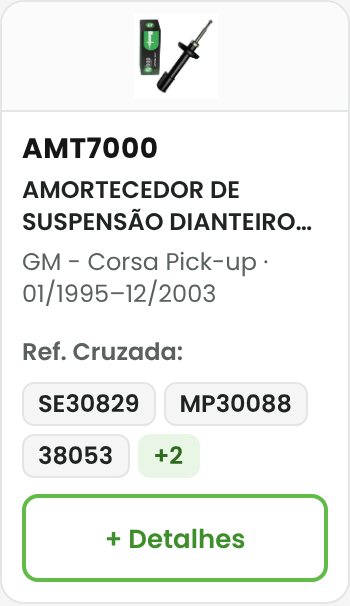 AMT7000
AMORTECEDOR DE
SUSPENSÃO DIANTEIRO...
GM - Corsa Pick-up ·
01/1995–12/2003
Ref. Cruzada:
SE30829 MP30088
38053 +2
+ Detalhes